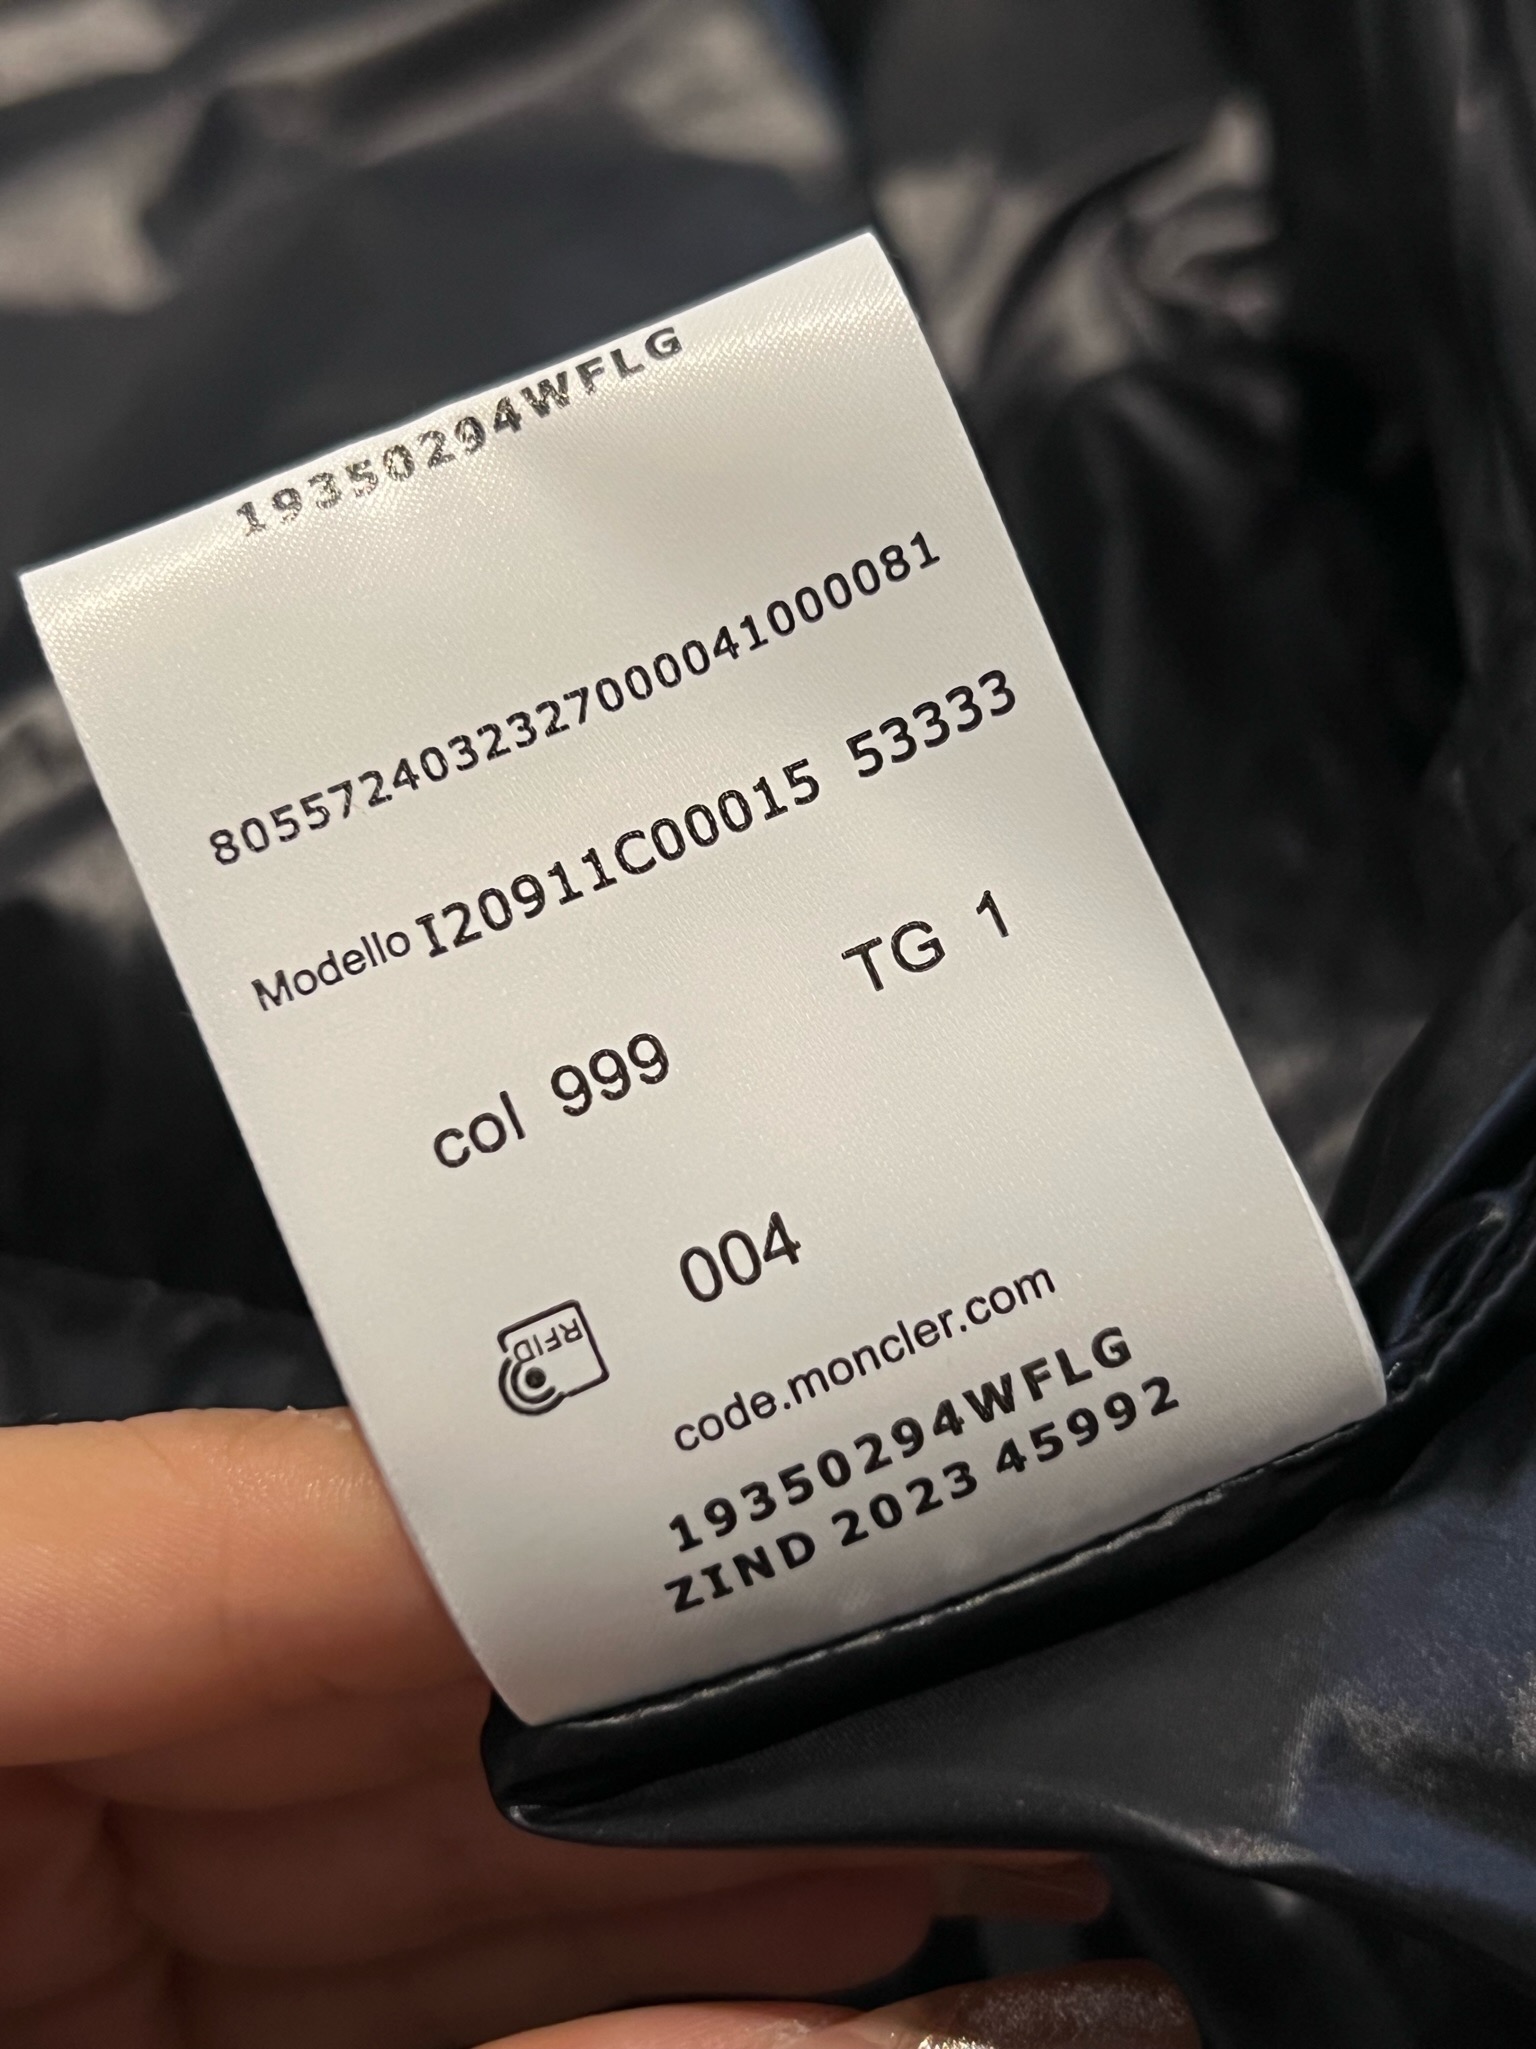 19350294WFLG
8055724032327000041000081
Modello I20911C00015 53333
TG 1
col 999
004
RFID
code.moncler.com
19350294WFLG
ZIND 2023 45992